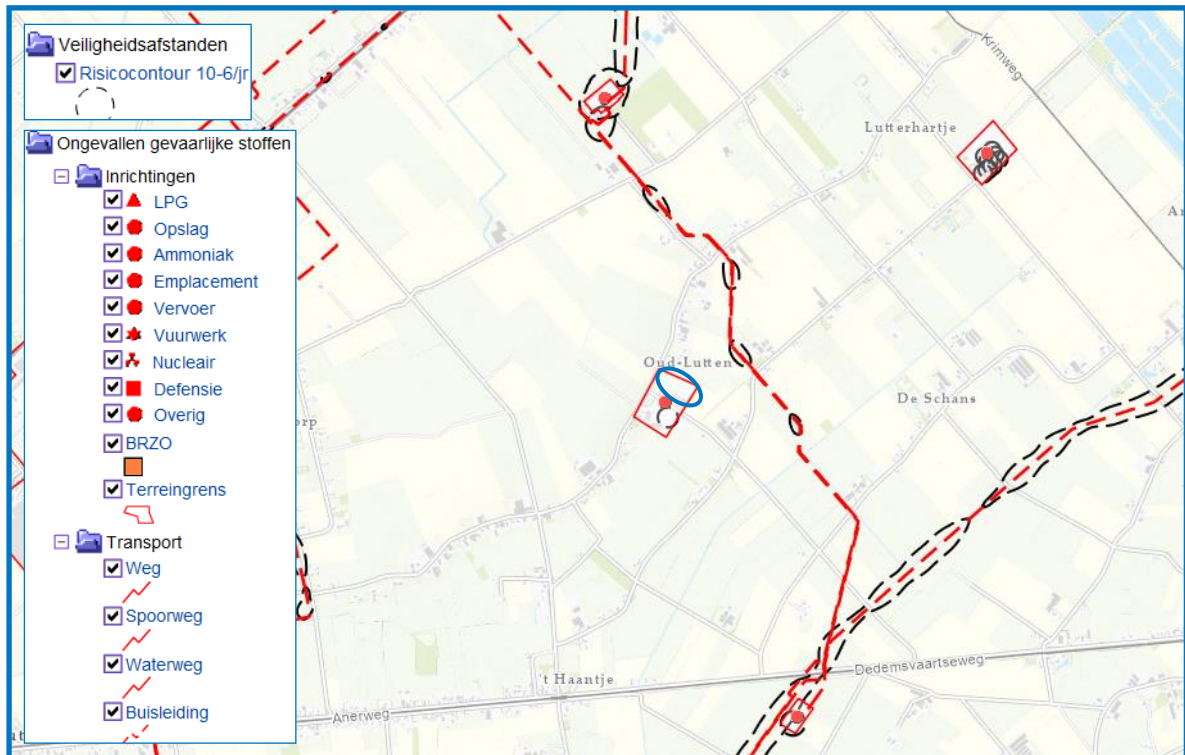 Veiligheidsafstanden
Risicocontour 10-6/jr
Ongevallen gevaarlijke stoffen
Inrichtingen
LPG
Opslag
Ammoniak
Emplacement
Vervoer
Vuurwerk
Nucleair
Defensie
Overig
BRZO
Terreingrens
Transport
Weg
Spoorweg
Waterweg
Buisleiding
Krimweg
Lutterhartje
Oud-Lutten
De Schans
Dedemsvaartseweg
't Haantje
Anerweg